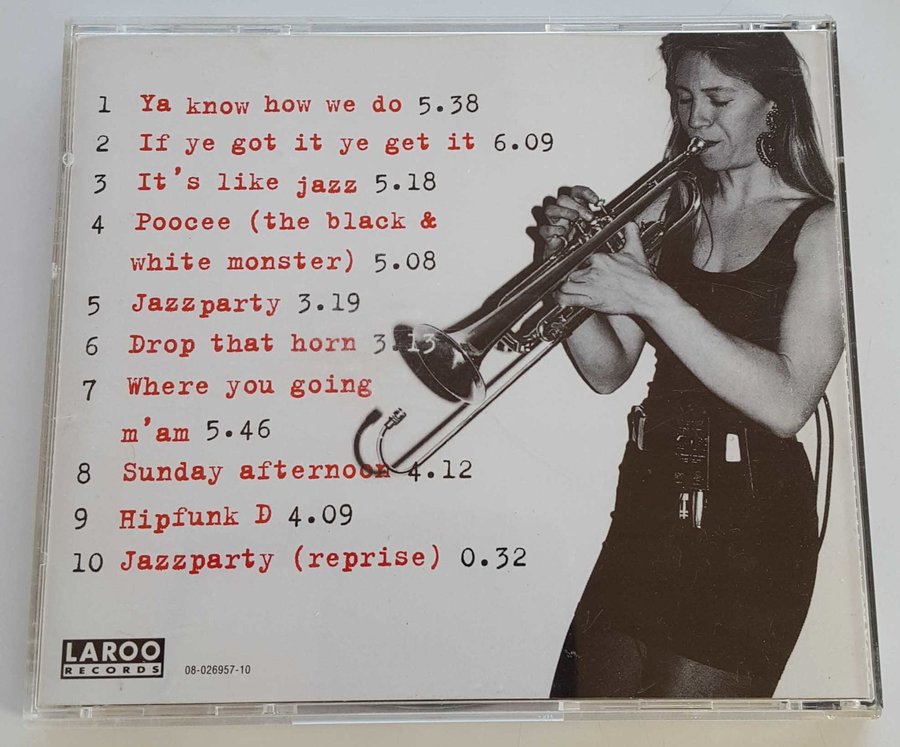 1 Ya know how we do 5.38
2 If ye got it ye get it 6.09
3 It's like jazz 5.18
4 Poocee (the black &
white monster) 5.08
5 Jazzparty 3.19
6 Drop that horn 3.13
7 Where you going
m'am 5.46
8 Sunday afternoon 4.12
9 Hipfunk D 4.09
10 Jazzparty (reprise) 0.32
LAROO
RECORDS
08-026957-10